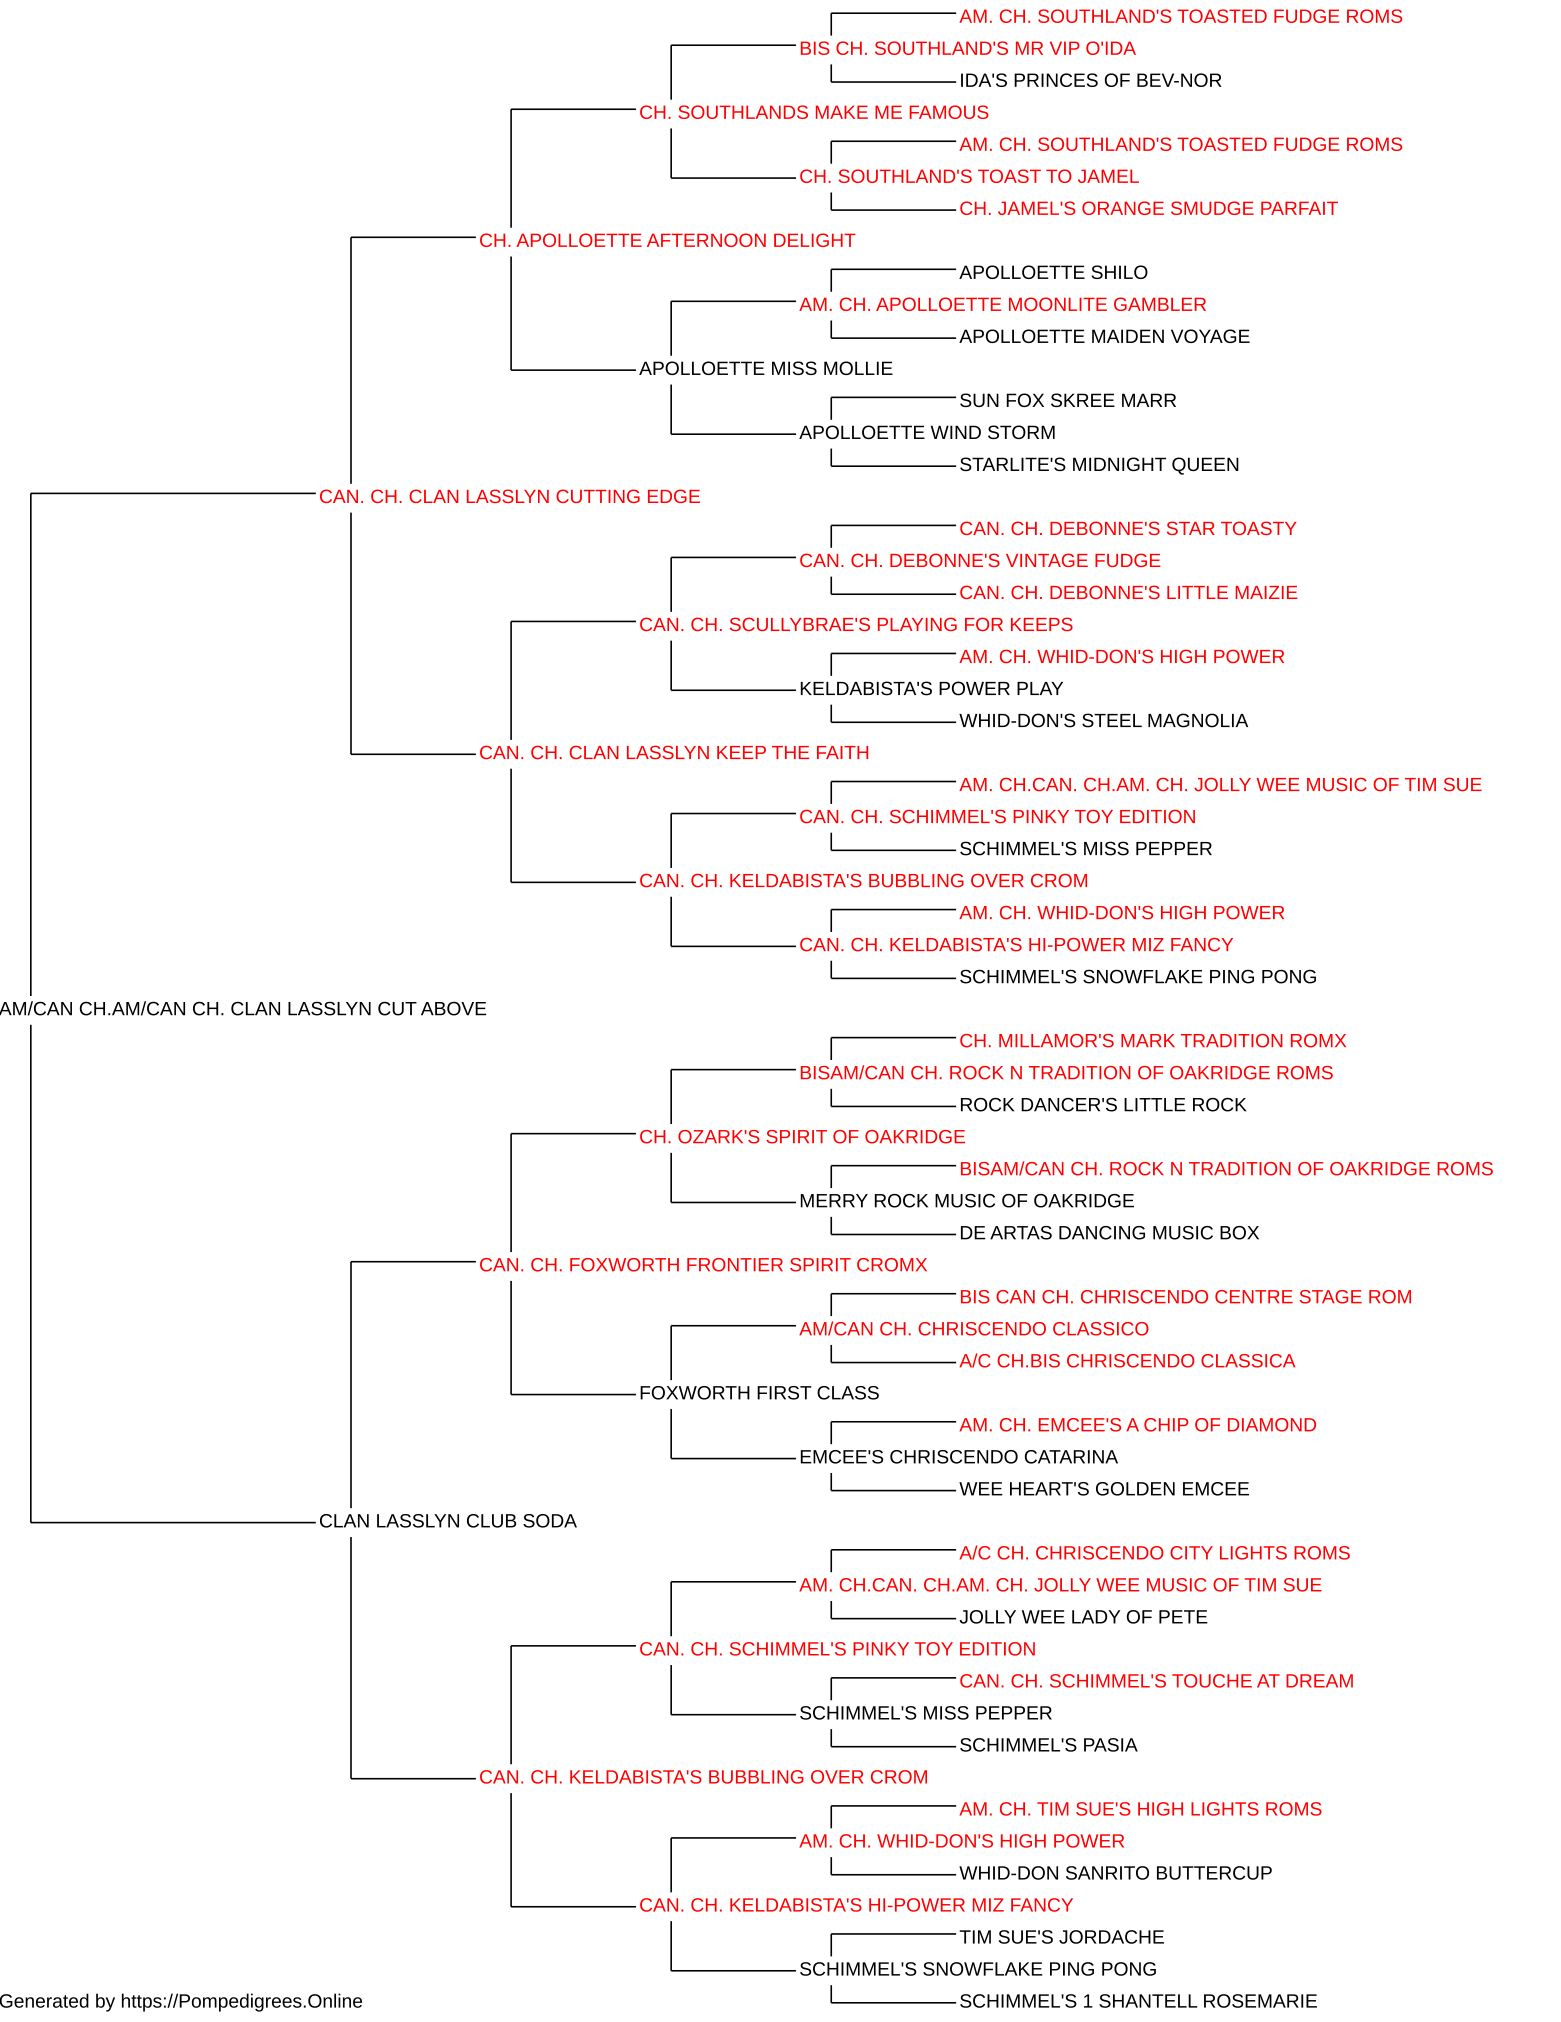 AM. CH. SOUTHLAND'S TOASTED FUDGE ROMS
BIS CH. SOUTHLAND'S MR VIP O'IDA
IDA'S PRINCES OF BEV-NOR
CH. SOUTHLANDS MAKE ME FAMOUS
AM. CH. SOUTHLAND'S TOASTED FUDGE ROMS
CH. SOUTHLAND'S TOAST TO JAMEL
CH. JAMEL'S ORANGE SMUDGE PARFAIT
CH. APOLLOETTE AFTERNOON DELIGHT
APOLLOETTE SHILO
AM. CH. APOLLOETTE MOONLITE GAMBLER
APOLLOETTE MAIDEN VOYAGE
APOLLOETTE MISS MOLLIE
SUN FOX SKREE MARR
APOLLOETTE WIND STORM
STARLITE'S MIDNIGHT QUEEN
CAN. CH. CLAN LASSLYN CUTTING EDGE
CAN. CH. DEBONNE'S STAR TOASTY
CAN. CH. DEBONNE'S VINTAGE FUDGE
CAN. CH. DEBONNE'S LITTLE MAIZIE
CAN. CH. SCULLYBRAE'S PLAYING FOR KEEPS
AM. CH. WHID-DON'S HIGH POWER
KELDABISTA'S POWER PLAY
WHID-DON'S STEEL MAGNOLIA
CAN. CH. CLAN LASSLYN KEEP THE FAITH
AM. CH.CAN. CH.AM. CH. JOLLY WEE MUSIC OF TIM SUE
CAN. CH. SCHIMMEL'S PINKY TOY EDITION
SCHIMMEL'S MISS PEPPER
CAN. CH. KELDABISTA'S BUBBLING OVER CROM
AM. CH. WHID-DON'S HIGH POWER
CAN. CH. KELDABISTA'S HI-POWER MIZ FANCY
SCHIMMEL'S SNOWFLAKE PING PONG
AM/CAN CH.AM/CAN CH. CLAN LASSLYN CUT ABOVE
CH. MILLAMOR'S MARK TRADITION ROMX
BISAM/CAN CH. ROCK N TRADITION OF OAKRIDGE ROMS
ROCK DANCER'S LITTLE ROCK
CH. OZARK'S SPIRIT OF OAKRIDGE
BISAM/CAN CH. ROCK N TRADITION OF OAKRIDGE ROMS
MERRY ROCK MUSIC OF OAKRIDGE
DE ARTAS DANCING MUSIC BOX
CAN. CH. FOXWORTH FRONTIER SPIRIT CROMX
BIS CAN CH. CHRISCENDO CENTRE STAGE ROM
AM/CAN CH. CHRISCENDO CLASSICO
A/C CH.BIS CHRISCENDO CLASSICA
FOXWORTH FIRST CLASS
AM. CH. EMCEE'S A CHIP OF DIAMOND
EMCEE'S CHRISCENDO CATARINA
WEE HEART'S GOLDEN EMCEE
CLAN LASSLYN CLUB SODA
A/C CH. CHRISCENDO CITY LIGHTS ROMS
AM. CH.CAN. CH.AM. CH. JOLLY WEE MUSIC OF TIM SUE
JOLLY WEE LADY OF PETE
CAN. CH. SCHIMMEL'S PINKY TOY EDITION
CAN. CH. SCHIMMEL'S TOUCHE AT DREAM
SCHIMMEL'S MISS PEPPER
SCHIMMEL'S PASIA
CAN. CH. KELDABISTA'S BUBBLING OVER CROM
AM. CH. TIM SUE'S HIGH LIGHTS ROMS
AM. CH. WHID-DON'S HIGH POWER
WHID-DON SANRITO BUTTERCUP
CAN. CH. KELDABISTA'S HI-POWER MIZ FANCY
TIM SUE'S JORDACHE
SCHIMMEL'S SNOWFLAKE PING PONG
SCHIMMEL'S 1 SHANTELL ROSEMARIE
Generated by https://Pompedigrees.Online